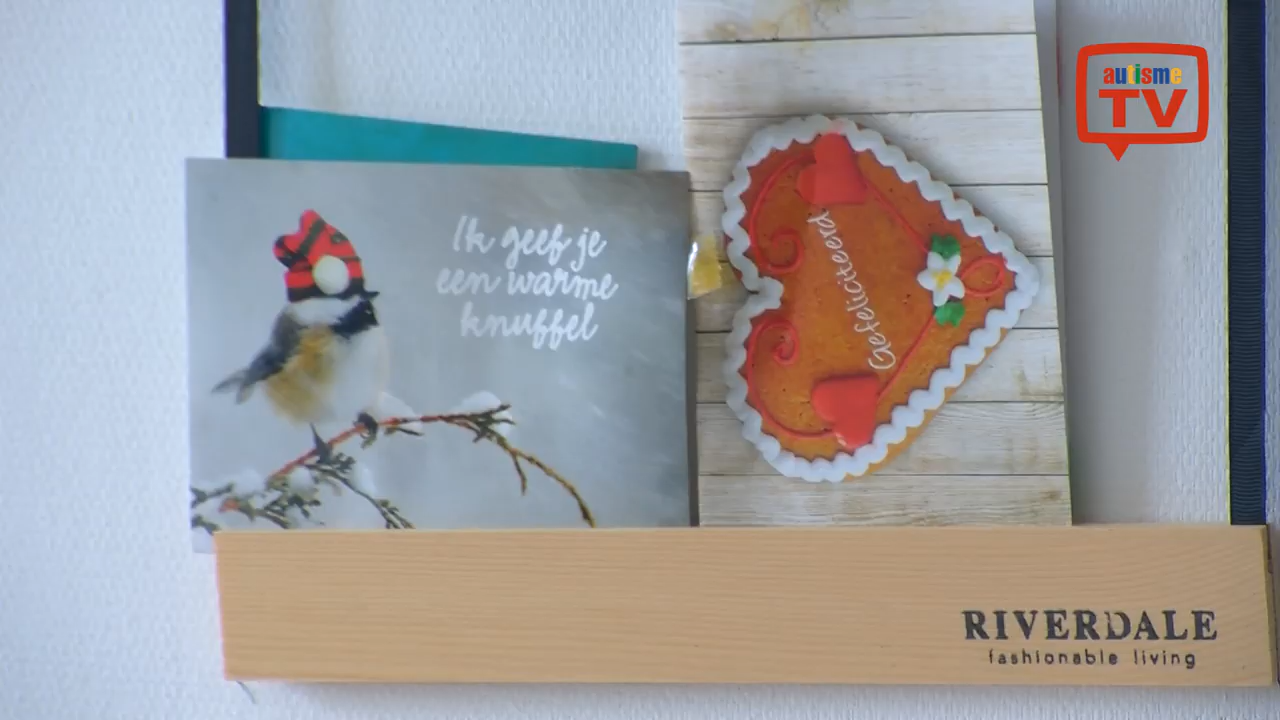 autisme
TV
Ik geef je
een warme
knuffel
Gefeliciteerd
RIVERDALE
fashionable living